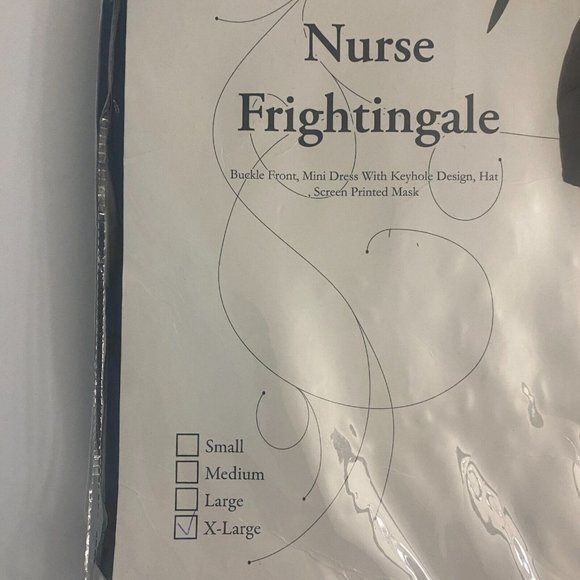 Nurse
Frightingale
Buckle Front, Mini Dress With Keyhole Design, Hat
, Screen Printed Mask
Small
Medium
Large
X-Large